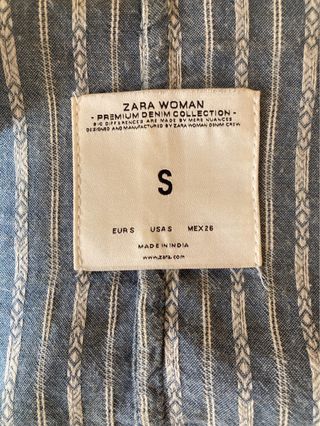 ZARA WOMAN
- PREMIUM DENIM COLLECTION -
BIG DIFFERENCES ARE MADE BY MERE NUANCES
DESIGNED AND MANUFACTURED BY ZARA WOMAN DENIM CREW
S
EUR S USA S MEX 26
MADE IN INDIA
www.zara.com